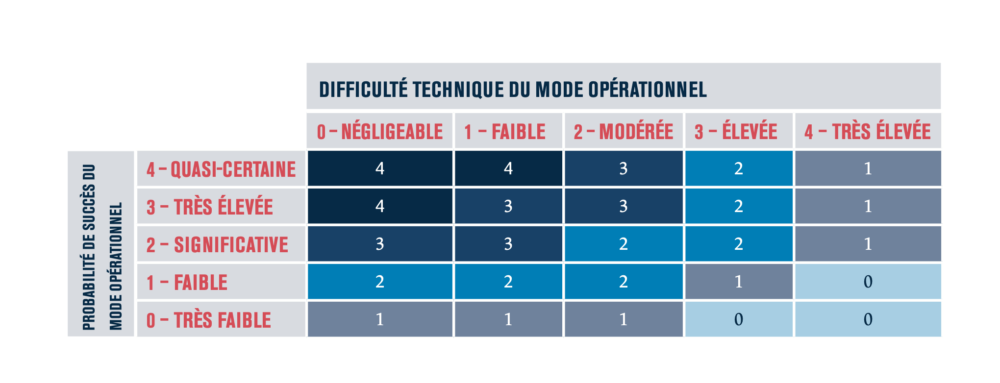 DIFFICULTÉ TECHNIQUE DU MODE OPÉRATIONNEL
0 – NÉGLIGEABLE 1 – FAIBLE 2 – MODÉRÉE 3 – ÉLEVÉE 4 – TRÈS ÉLEVÉE
PROBABILITÉ DE SUCCÈS DU
MODE OPÉRATIONNEL
4 – QUASI-CERTAINE 4 4 3 2 1
3 – TRÈS ÉLEVÉE 4 3 3 2 1
2 – SIGNIFICATIVE 3 3 2 2 1
1 – FAIBLE 2 2 2 1 0
0 – TRÈS FAIBLE 1 1 1 0 0